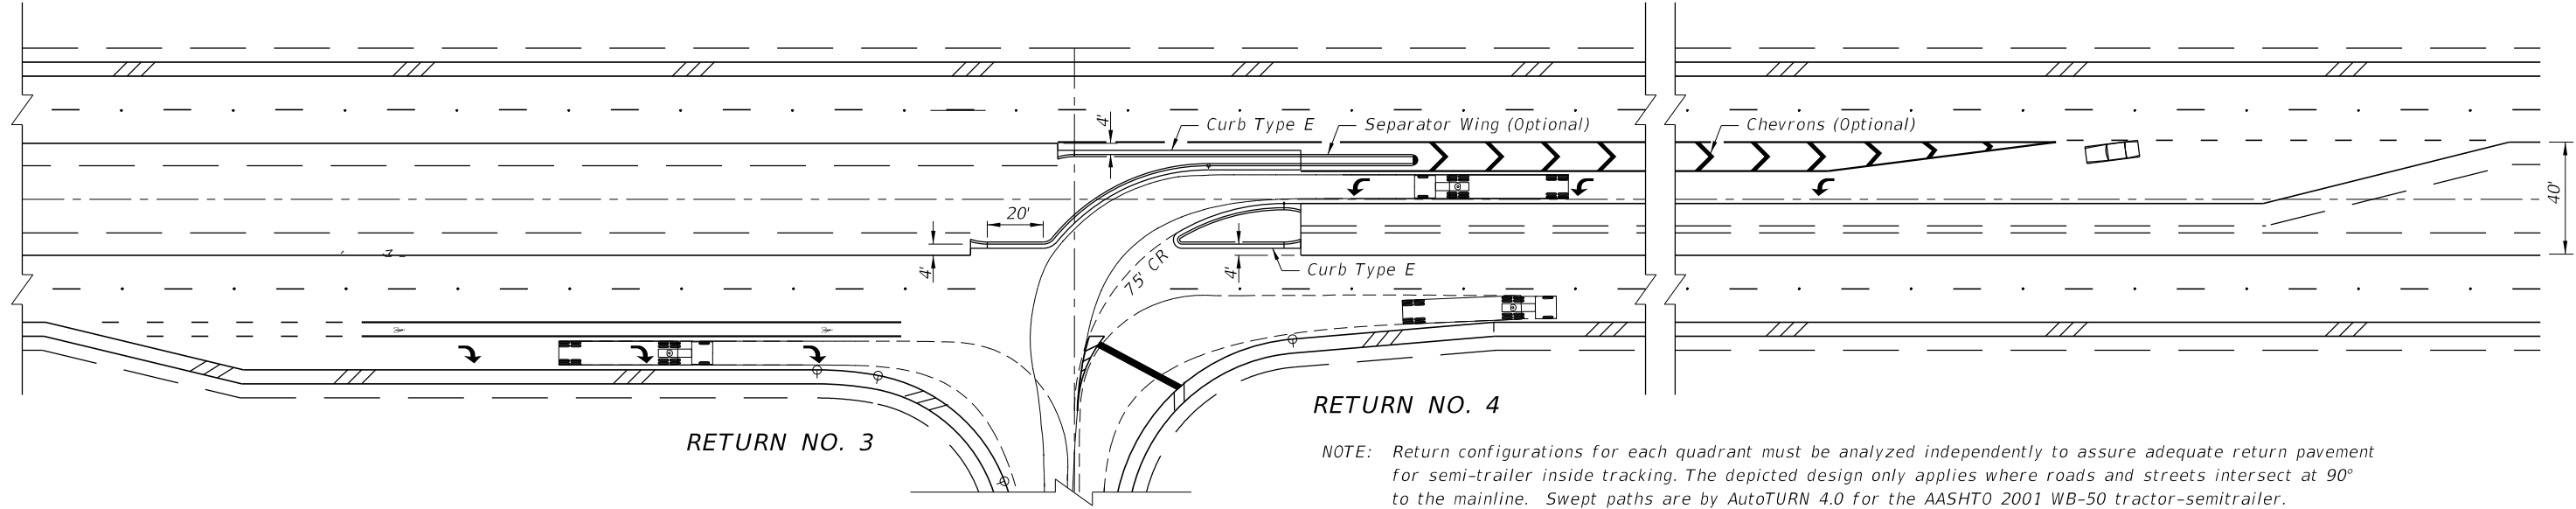 4'
Curb Type E
Separator Wing (Optional)
Chevrons (Optional)
40'
20'
4'
75' CR
4'
Curb Type E
RETURN NO. 4
RETURN NO. 3
NOTE: Return configurations for each quadrant must be analyzed independently to assure adequate return pavement
for semi-trailer inside tracking. The depicted design only applies where roads and streets intersect at 90°
to the mainline. Swept paths are by AutoTURN 4.0 for the AASHTO 2001 WB-50 tractor-semitrailer.